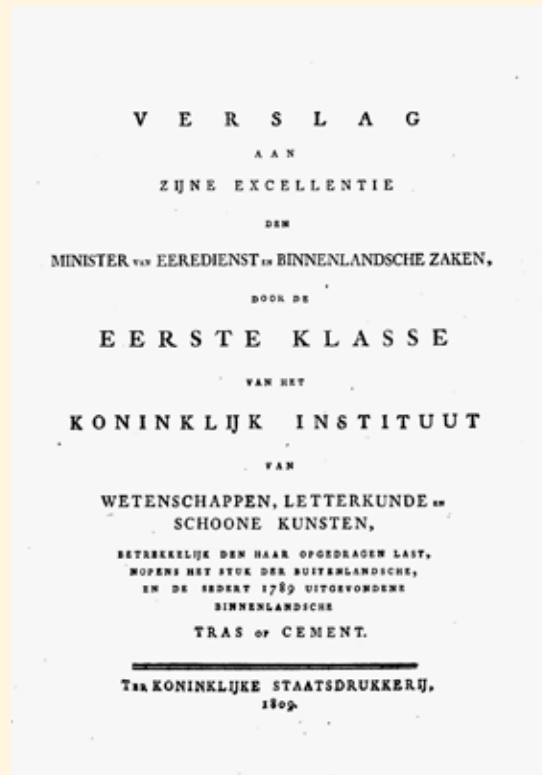 VERSLAG
AAN
ZIJNE EXCELLENTIE
DEN
MINISTER VAN EEREDIENST EN BINNENLANDSCHE ZAKEN,
DOOR DE
EERSTE KLASSE
VAN HET
KONINKLIJK INSTITUUT
VAN
WETENSCHAPPEN, LETTERKUNDE EN
SCHOONE KUNSTEN,
BETREKKELIJK DEN HAAR OPGEDRAGEN LAST,
NOPENS HET STUK DER BUITENLANDSCHE,
EN DE SEDERT 1789 UITGEVONDENE
BINNENLANDSCHE
TRAS OF CEMENT.
TER KONINKLIJKE STAATSDRUKKERIJ,
1809.